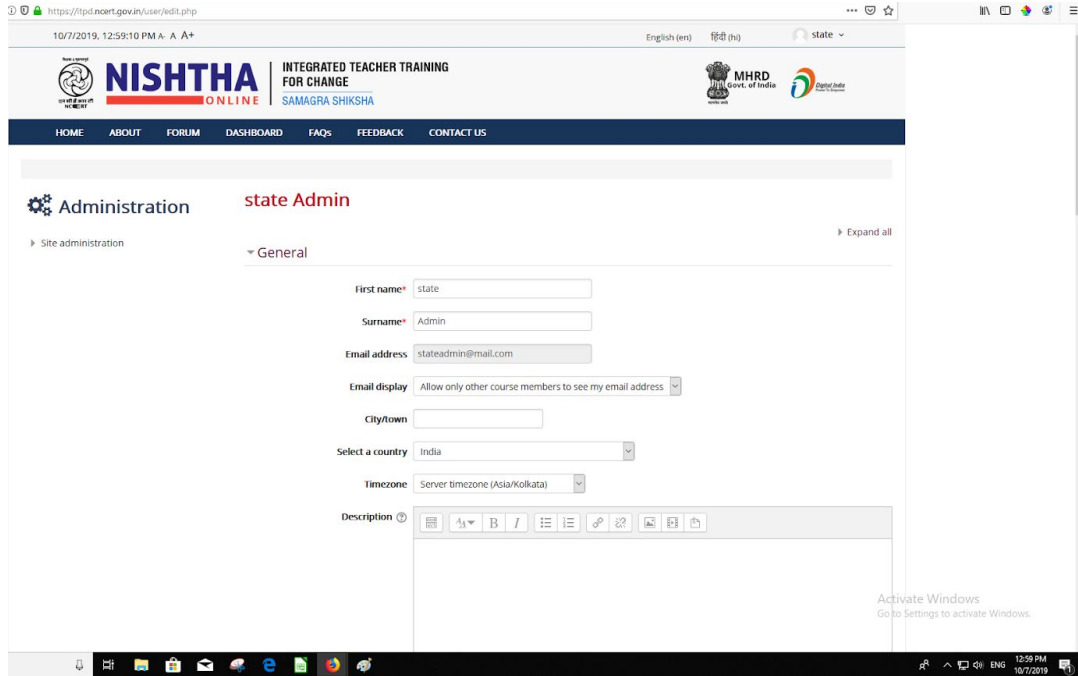 https://itpd.ncert.gov.in/user/edit.php
10/7/2019, 12:59:10 PM A- A A+
English (en) हिंदी (hi) state
NISHTHA
ONLINE
INTEGRATED TEACHER TRAINING
FOR CHANGE
SAMAGRA SHIKSHA
MHRD
Govt. of India
Digital India
Power To Empower
HOME ABOUT FORUM DASHBOARD FAQs FEEDBACK CONTACT US
Administration
Site administration
state Admin
Expand all
General
First name* state
Surname* Admin
Email address stateadmin@mail.com
Email display Allow only other course members to see my email address
City/town
Select a country India
Timezone Server timezone (Asia/Kolkata)
Description
B I
Activate Windows
Go to Settings to activate Windows.
ENG
12:59 PM
10/7/2019